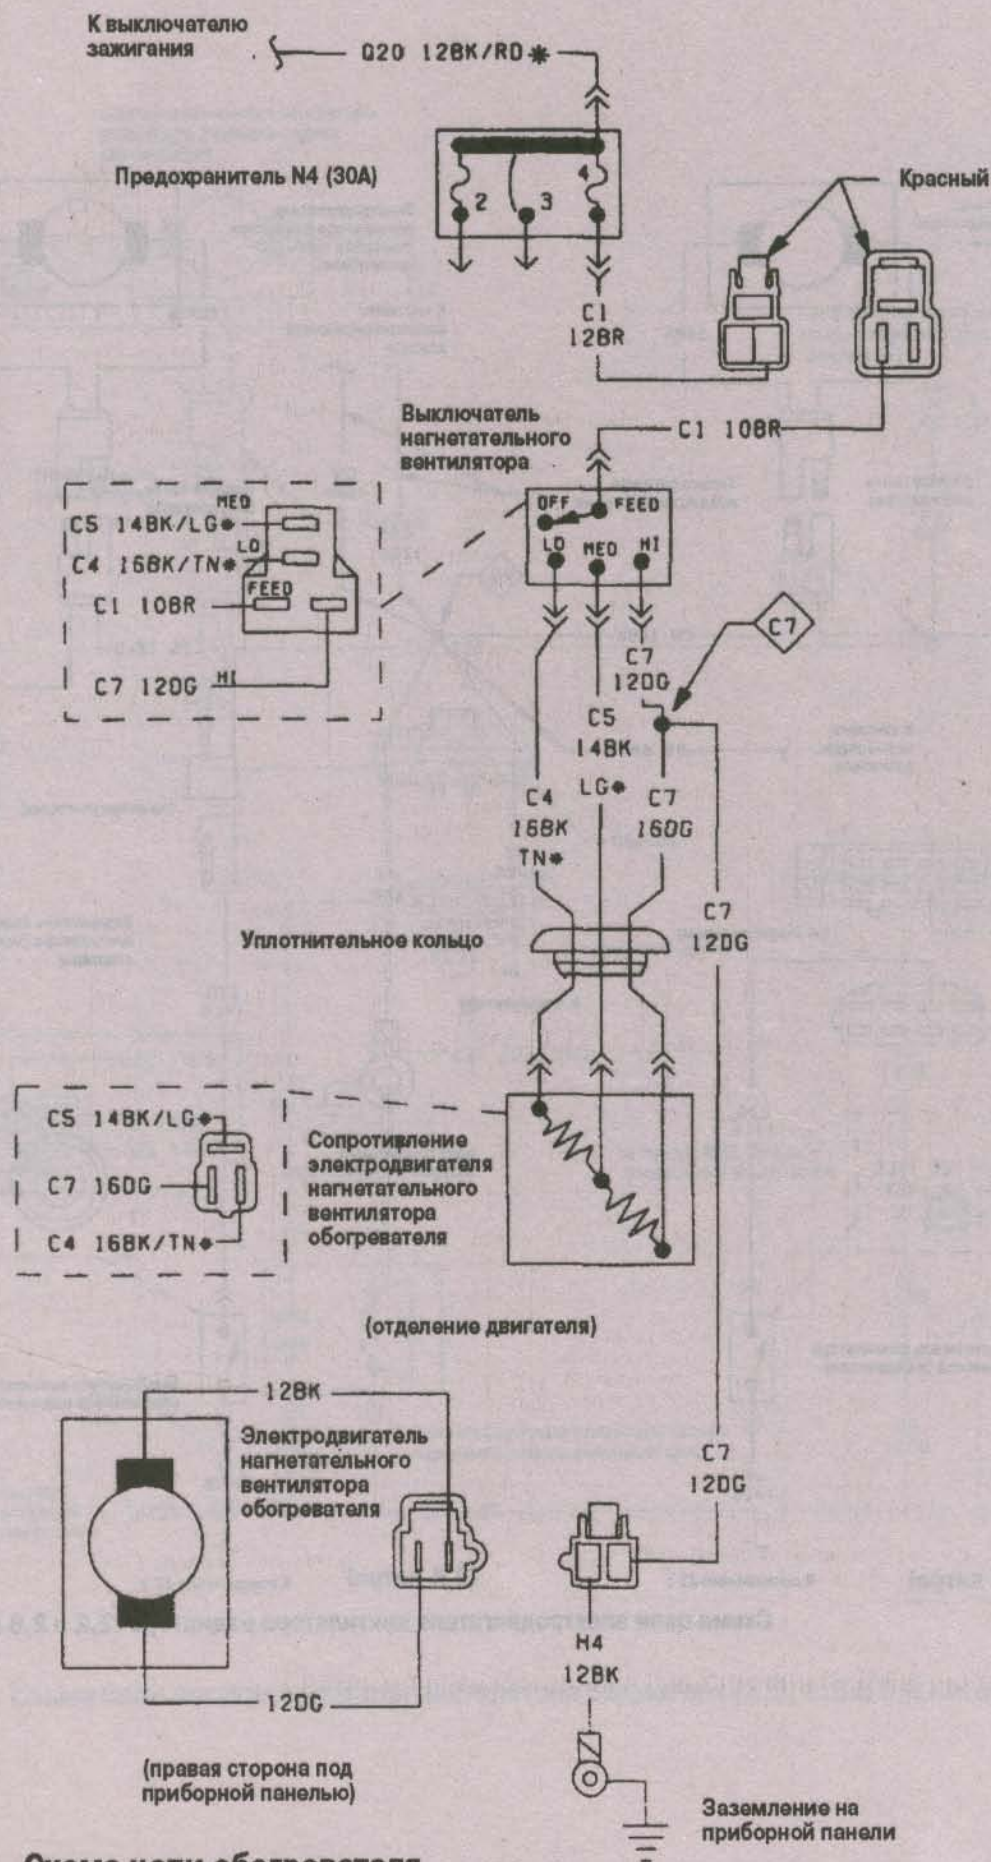 К выключателю
зажигания
Q20 12BK/RD*
Предохранитель N4 (30A)
2
3
4
Красный
C1
12BR
Выключатель
нагнетательного
вентилятора
C1 10BR
OFF
FEED
LO
MED
HI
MED
C5 14BK/LG*
LO
C4 16BK/TN*
FEED
C1 10BR
C7 12DG HI
C7
C7
12DG
C5
14BK
LG*
C4
16BK
TN*
C7
16DG
C7
12DG
Уплотнительное кольцо
C5 14BK/LG*
C7 16DG
C4 16BK/TN*
Сопротивление
электродвигателя
нагнетательного
вентилятора
обогревателя
(отделение двигателя)
12BK
Электродвигатель
нагнетательного
вентилятора
обогревателя
C7
12DG
12DG
H4
12BK
(правая сторона под
приборной панелью)
Заземление на
приборной панели
Схема цепи обогревателя